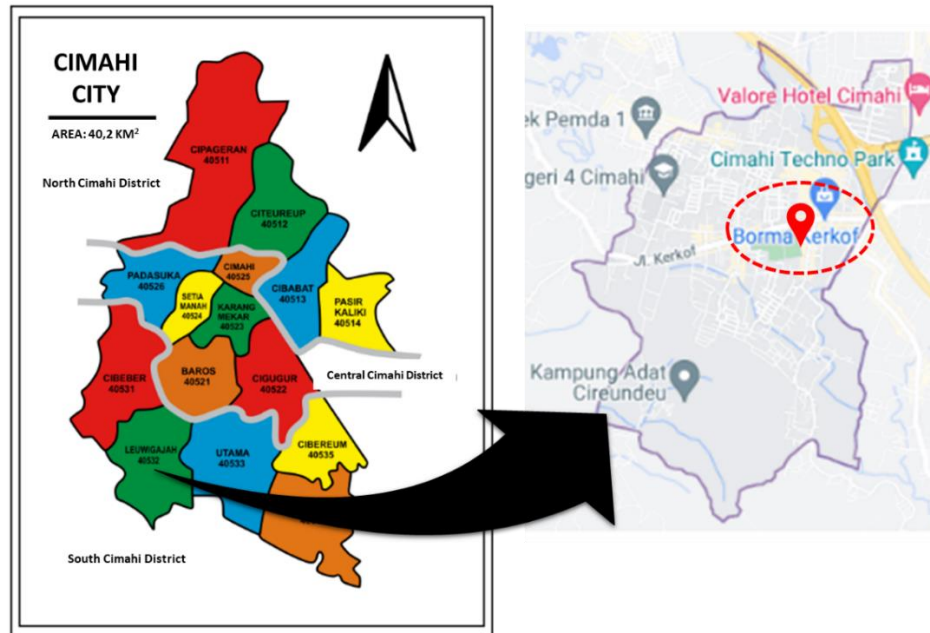 CIMAHI
CITY
AREA: 40,2 KM²
North Cimahi District
CIPAGERAN
40511
CITEUREUP
40512
PADASUKA
40526
CIMAHI
40525
CIBABAT
40513
SETIA
MANAH
40524
KARANG
MEKAR
40523
PASIR
KALIKI
40514
CIBEBER
40531
BAROS
40521
CIGUGUR
40522
Central Cimahi District
LEUWIGAJAH
40532
UTAMA
40533
CIBEREUM
40535
South Cimahi District
Valore Hotel Cimahi
ek Pemda 1
Cimahi Techno Park
geri 4 Cimahi
Borma Kerkof
Jl. Kerkof
Kampung Adat
Cireundeu